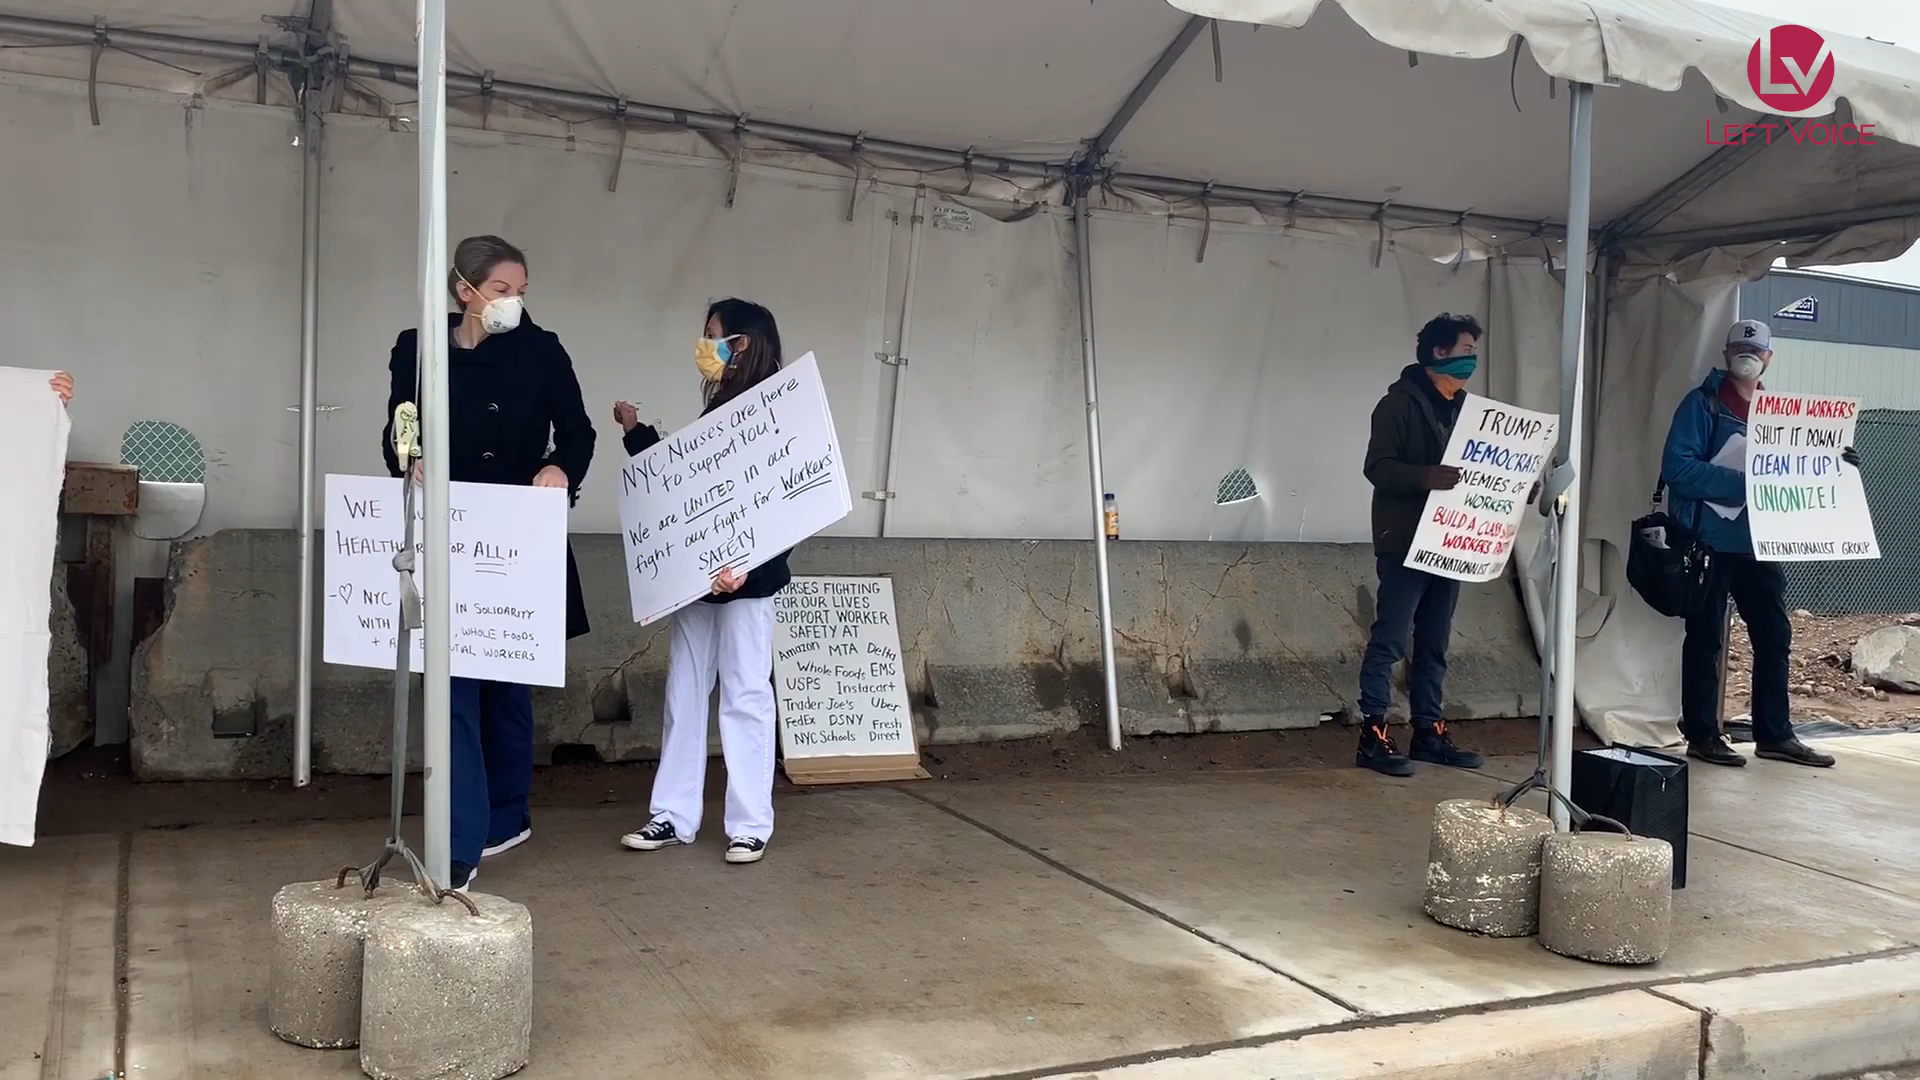 LV
LEFT VOICE
WE
HEALTH FOR ALL!!
-♡ NYC IN SOLIDARITY
WITH , WHOLE FOODS,
+ WORKERS
NYC Nurses are here
to support YOU!
We are UNITED in our
fight our fight for Workers'
SAFETY
NURSES FIGHTING
FOR OUR LIVES
SUPPORT WORKER
SAFETY AT
Amazon MTA Delta
Whole Foods EMS
USPS Instacart
Trader Joe's Uber
FedEx DSNY Fresh
NYC Schools Direct
TRUMP &
DEMOCRATS
ENEMIES OF
WORKERS
BUILD A CLASS
WORKERS
INTERNATIONALIST
AMAZON WORKERS
SHUT IT DOWN!
CLEAN IT UP!
UNIONIZE!
INTERNATIONALIST GROUP